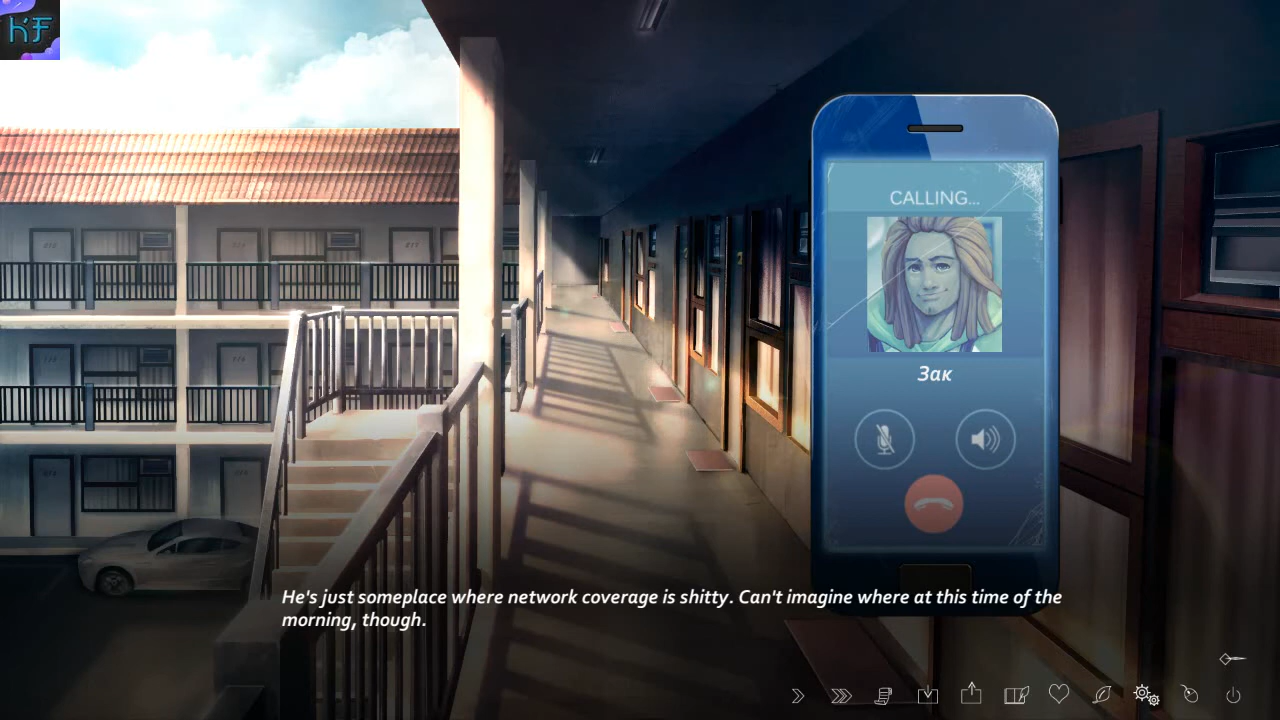 KF
CALLING...
Зак
He's just someplace where network coverage is shitty. Can't imagine where at this time of the
morning, though.